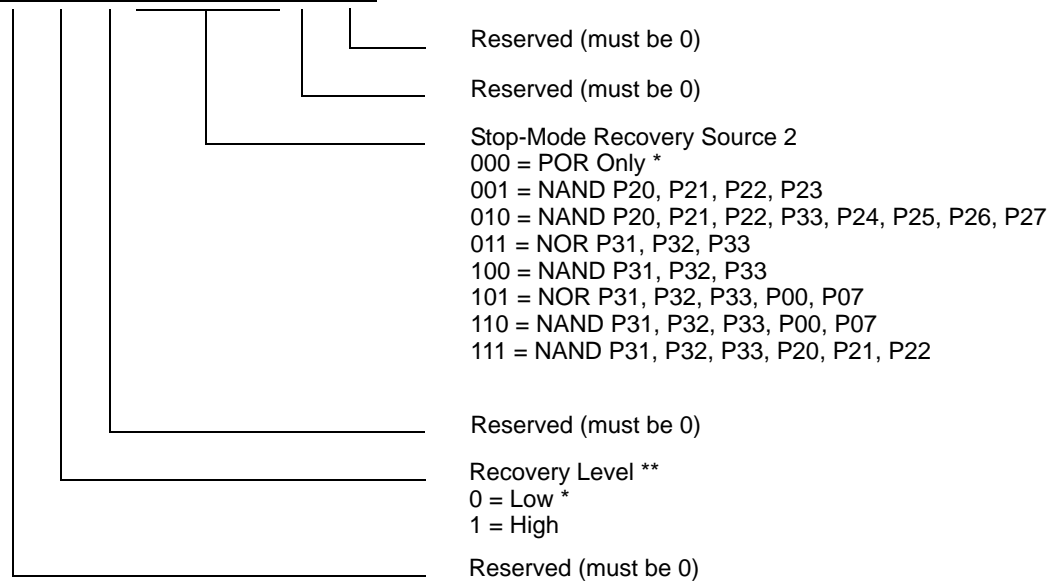 Reserved (must be 0)
Reserved (must be 0)
Stop-Mode Recovery Source 2
000 = POR Only *
001 = NAND P20, P21, P22, P23
010 = NAND P20, P21, P22, P33, P24, P25, P26, P27
011 = NOR P31, P32, P33
100 = NAND P31, P32, P33
101 = NOR P31, P32, P33, P00, P07
110 = NAND P31, P32, P33, P00, P07
111 = NAND P31, P32, P33, P20, P21, P22
Reserved (must be 0)
Recovery Level **
0 = Low *
1 = High
Reserved (must be 0)